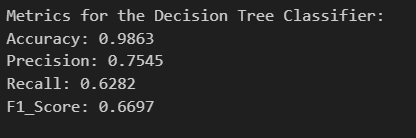 Metrics for the Decision Tree Classifier:
Accuracy: 0.9863
Precision: 0.7545
Recall: 0.6282
F1_Score: 0.6697